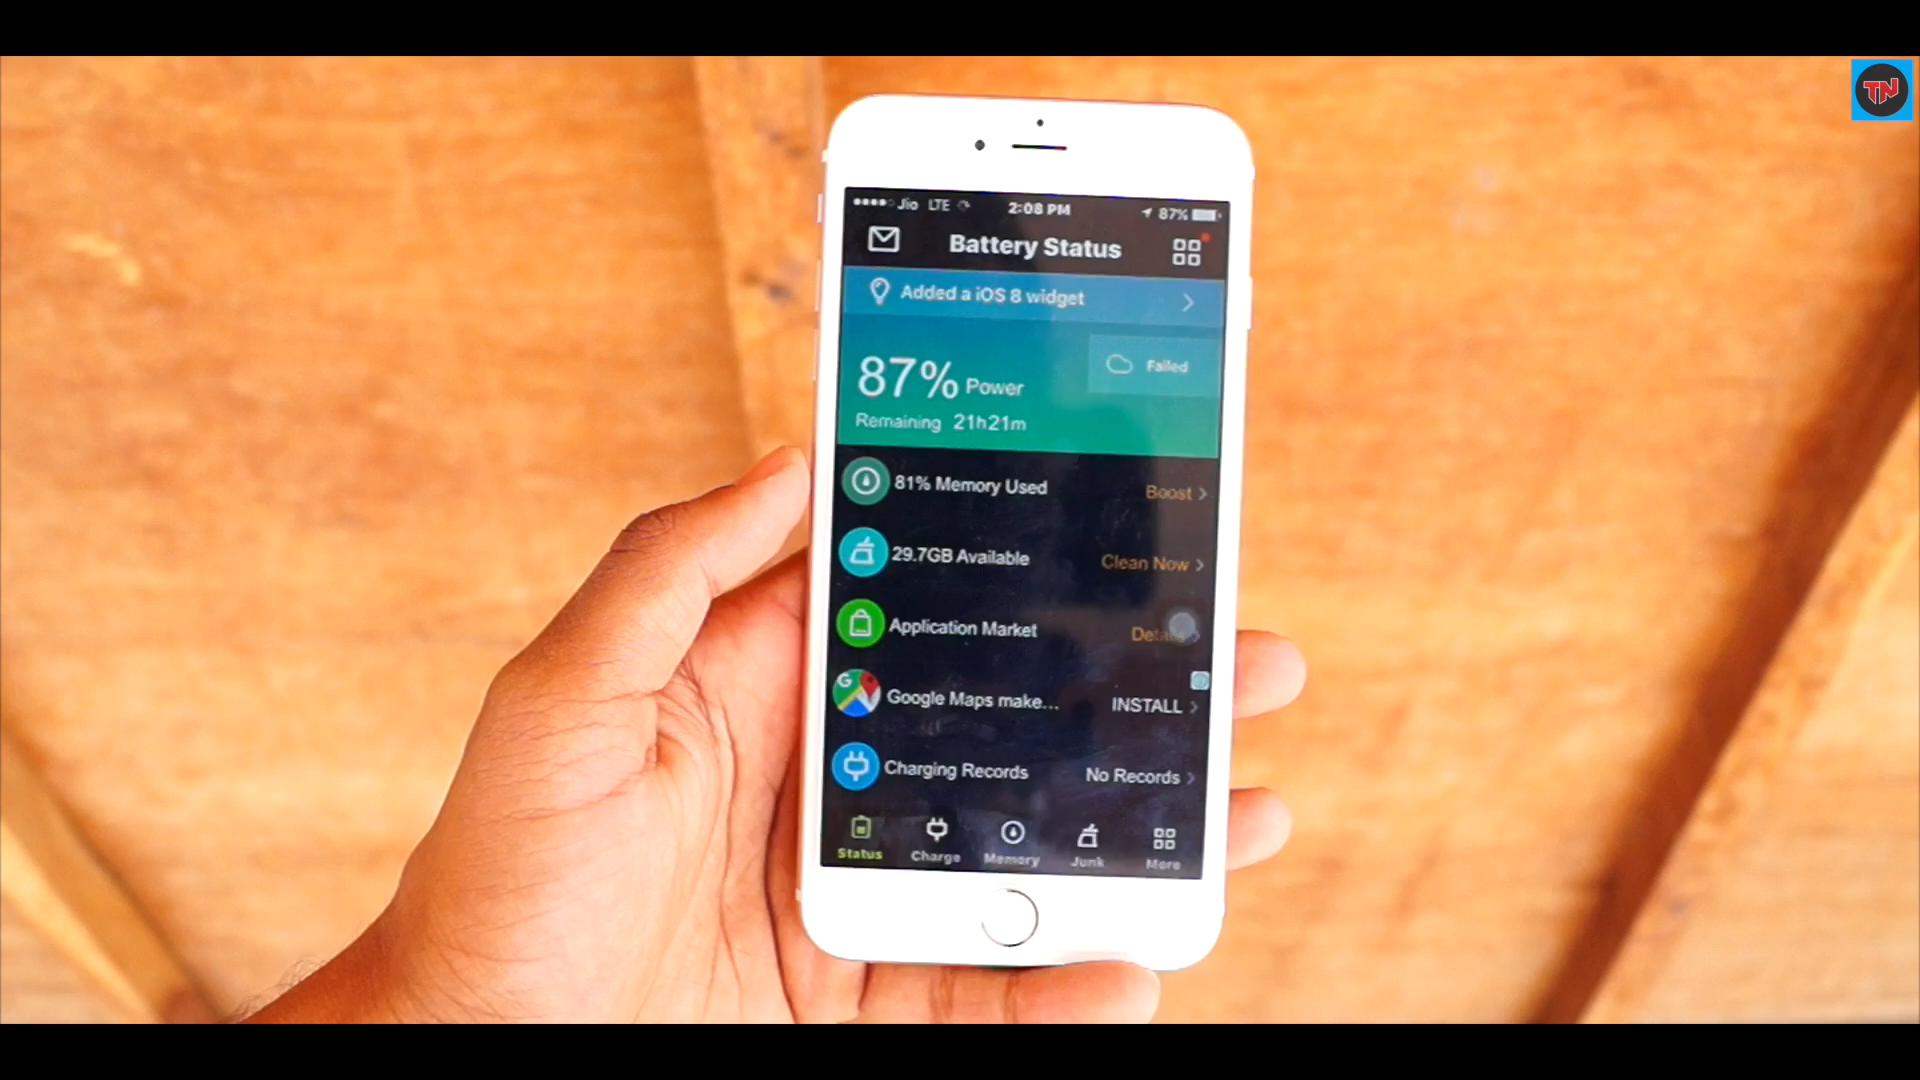 TN
Jio LTE 2:08 PM 87%
Battery Status
Added a iOS 8 widget
87% Power
Failed
Remaining 21h21m
81% Memory Used Boost
29.7GB Available Clean Now
Application Market
Google Maps make... INSTALL
Charging Records No Records
Status Charge Memory Junk More